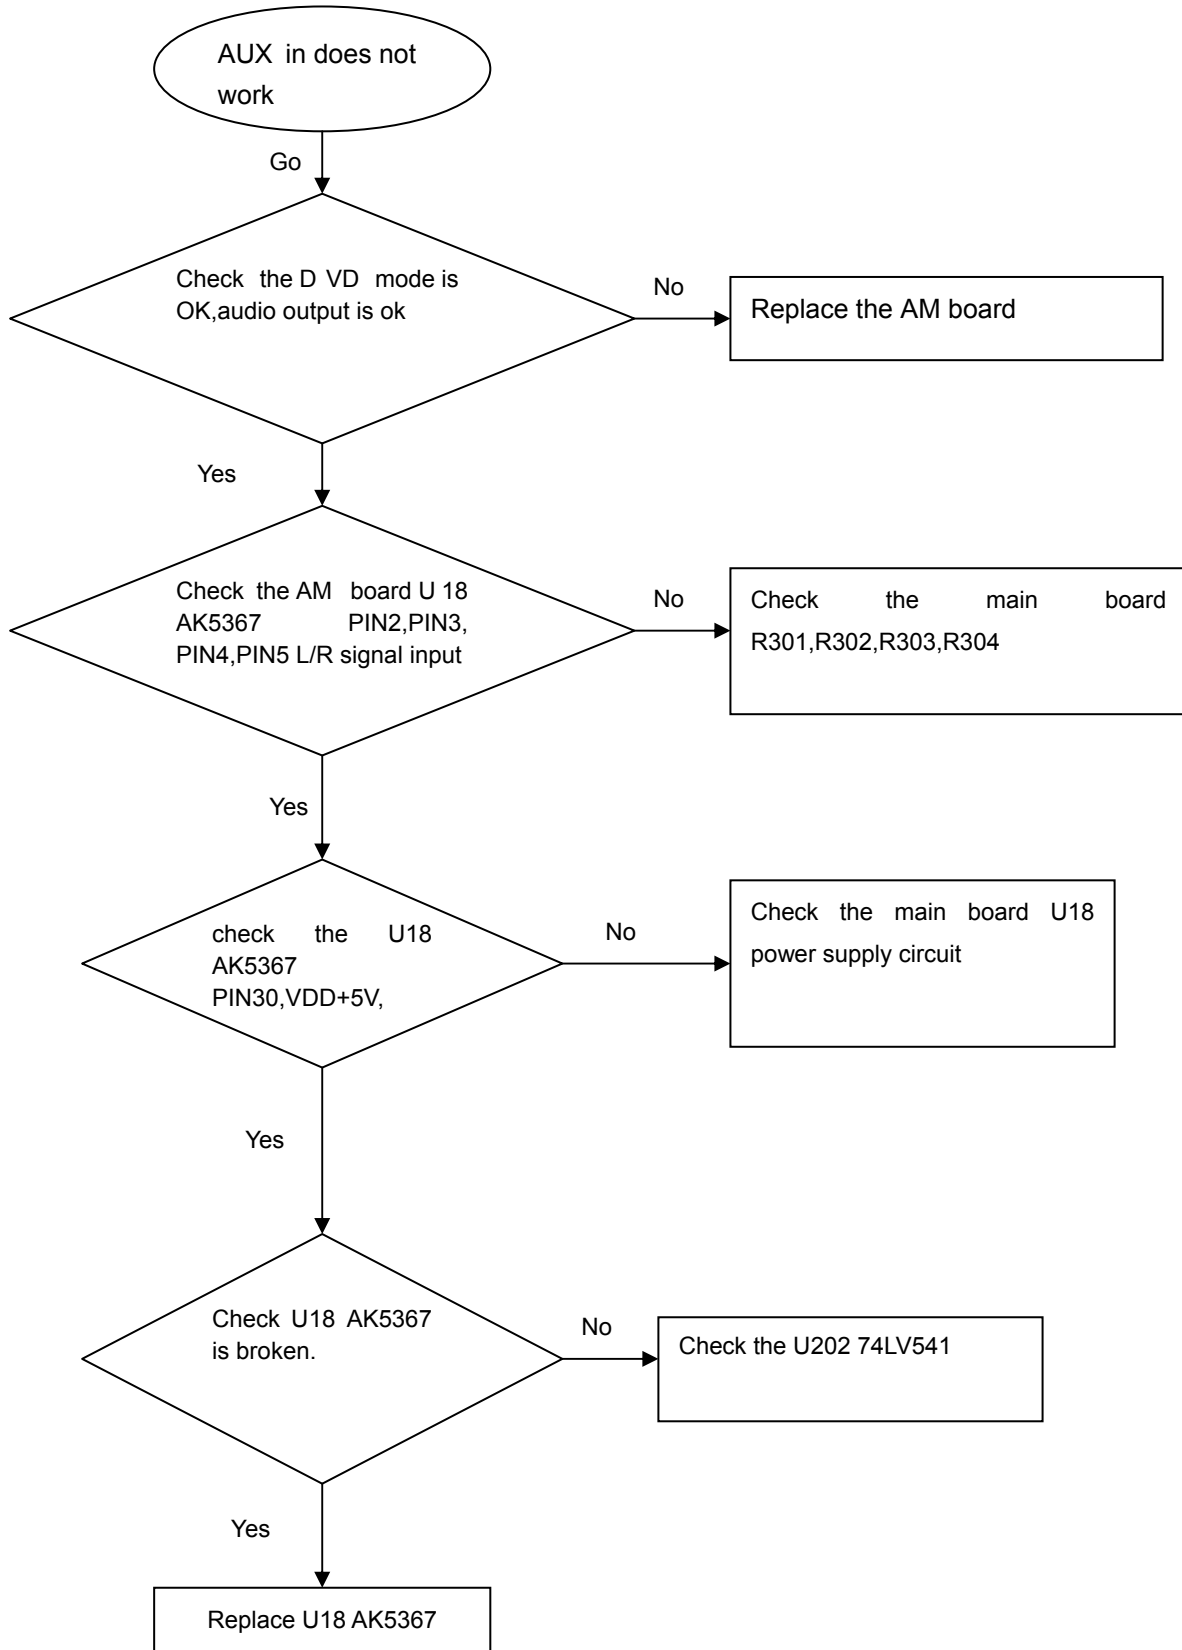 AUX in does not
work
Go
Check the D VD mode is
OK,audio output is ok
No
Replace the AM board
Yes
Check the AM board U 18
AK5367 PIN2,PIN3,
PIN4,PIN5 L/R signal input
No
Check the main board
R301,R302,R303,R304
Yes
check the U18
AK5367
PIN30,VDD+5V,
No
Check the main board U18
power supply circuit
Yes
Check U18 AK5367
is broken.
No
Check the U202 74LV541
Yes
Replace U18 AK5367